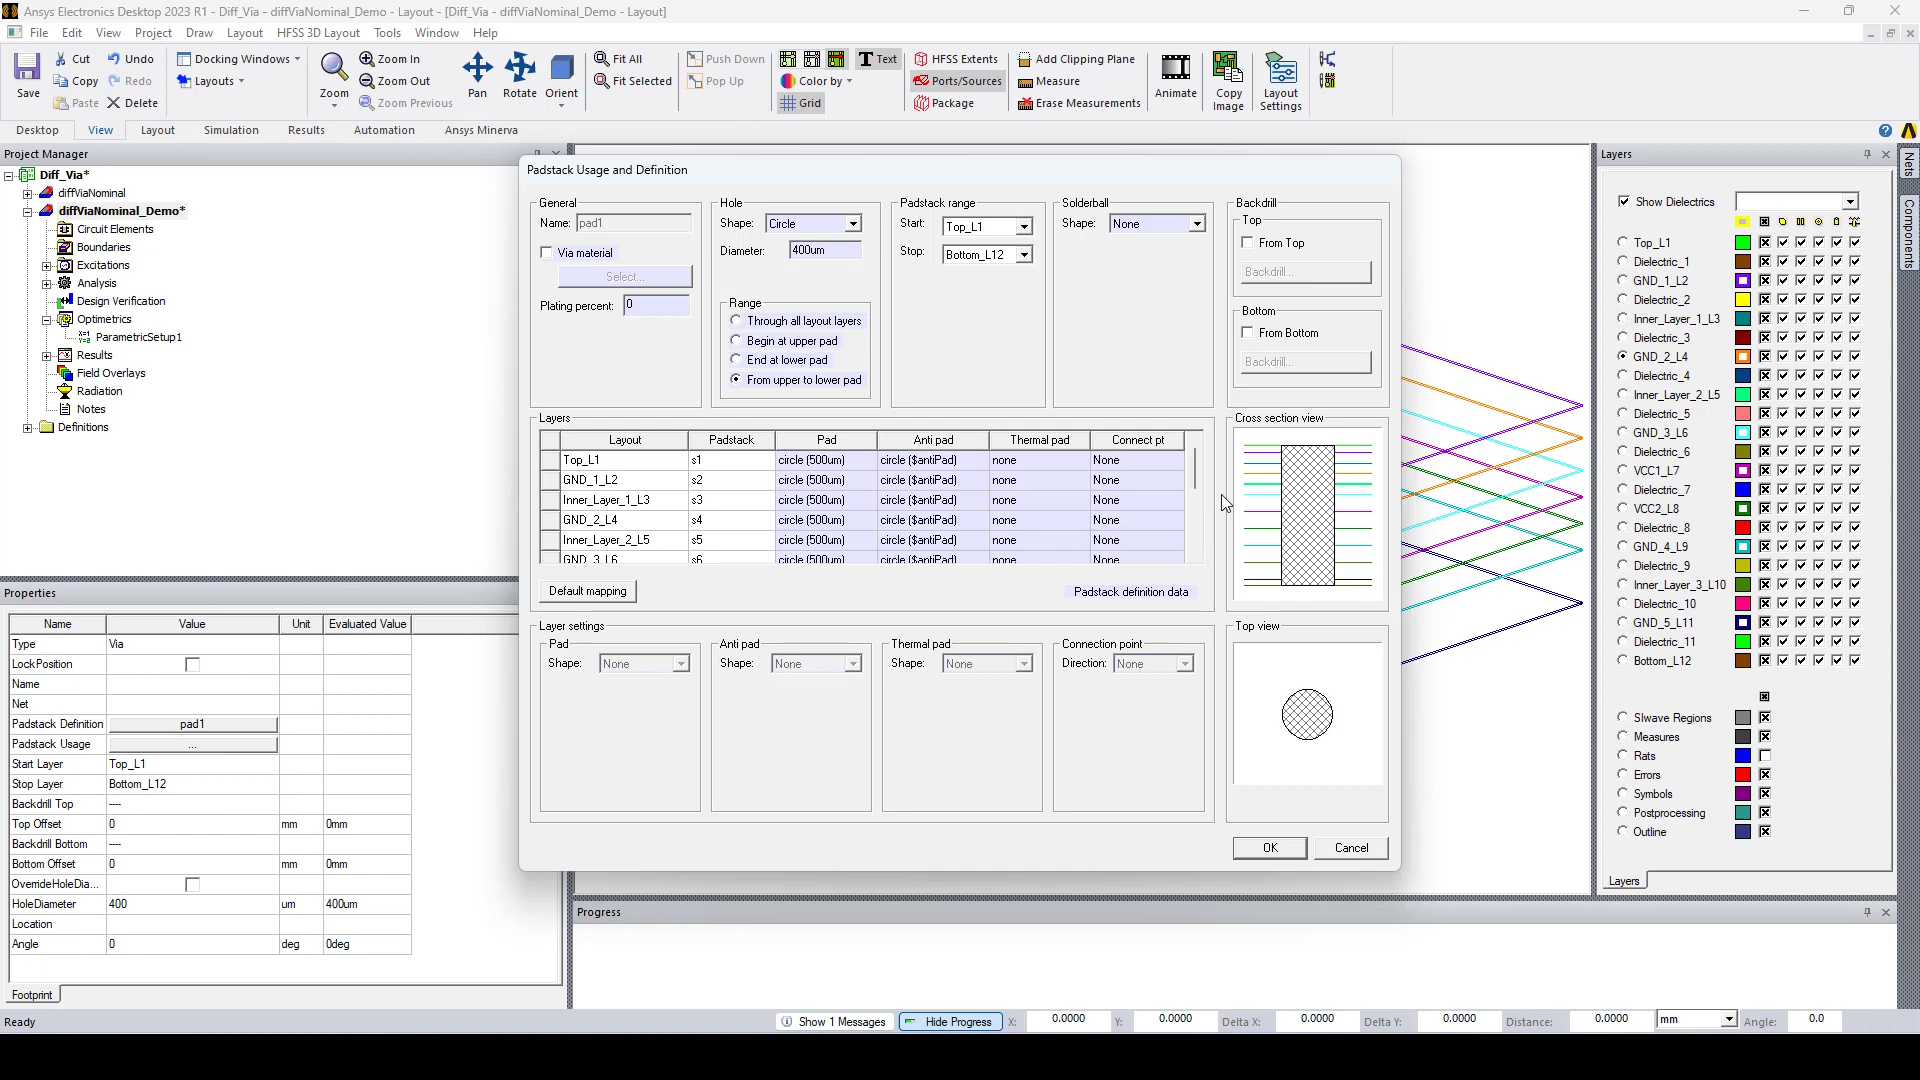 Ansys Electronics Desktop 2023 R1 - Diff_Via - diffViaNominal_Demo - Layout - [Diff_Via - diffViaNominal_Demo - Layout]
File Edit View Project Draw Layout HFSS 3D Layout Tools Window Help
Save
Cut
Copy
Paste
Undo
Redo
Delete
Docking Windows
Layouts
Zoom
Zoom In
Zoom Out
Zoom Previous
Pan
Rotate
Orient
Fit All
Fit Selected
Push Down
Pop Up
Color by
Grid
Text
HFSS Extents
Ports/Sources
Package
Add Clipping Plane
Measure
Erase Measurements
Animate
Copy Image
Layout Settings
Desktop View Layout Simulation Results Automation Ansys Minerva
Project Manager
Diff_Via*
diffViaNominal
diffViaNominal_Demo*
Circuit Elements
Boundaries
Excitations
Analysis
Design Verification
Optimetrics
ParametricSetup1
Results
Field Overlays
Radiation
Notes
Definitions
Properties
Name Value Unit Evaluated Value
Type Via
LockPosition
Name
Net
Padstack Definition pad1
Padstack Usage ...
Start Layer Top_L1
Stop Layer Bottom_L12
Backdrill Top ----
Top Offset 0 mm 0mm
Backdrill Bottom ----
Bottom Offset 0 mm 0mm
OverrideHoleDia...
HoleDiameter 400 um 400um
Location
Angle 0 deg 0deg
Footprint
Padstack Usage and Definition
General
Name: pad1
Via material
Select...
Plating percent: 0
Hole
Shape: Circle
Diameter: 400um
Range
Through all layout layers
Begin at upper pad
End at lower pad
From upper to lower pad
Padstack range
Start: Top_L1
Stop: Bottom_L12
Solderball
Shape: None
Backdrill
Top
From Top
Backdrill...
Bottom
From Bottom
Backdrill...
Layers
Layout Padstack Pad Anti pad Thermal pad Connect pt
Top_L1 s1 circle (500um) circle ($antiPad) none None
GND_1_L2 s2 circle (500um) circle ($antiPad) none None
Inner_Layer_1_L3 s3 circle (500um) circle ($antiPad) none None
GND_2_L4 s4 circle (500um) circle ($antiPad) none None
Inner_Layer_2_L5 s5 circle (500um) circle ($antiPad) none None
GND_3_L6 s6 circle (500um) circle ($antiPad) none None
Default mapping
Padstack definition data
Cross section view
Layer settings
Pad
Shape: None
Anti pad
Shape: None
Thermal pad
Shape: None
Connection point
Direction: None
Top view
OK
Cancel
Layers
Show Dielectrics
Top_L1
Dielectric_1
GND_1_L2
Dielectric_2
Inner_Layer_1_L3
Dielectric_3
GND_2_L4
Dielectric_4
Inner_Layer_2_L5
Dielectric_5
GND_3_L6
Dielectric_6
VCC1_L7
Dielectric_7
VCC2_L8
Dielectric_8
GND_4_L9
Dielectric_9
Inner_Layer_3_L10
Dielectric_10
GND_5_L11
Dielectric_11
Bottom_L12
SIwave Regions
Measures
Rats
Errors
Symbols
Postprocessing
Outline
Layers
Nets
Components
Progress
Ready
Show 1 Messages
Hide Progress
X: 0.0000 Y: 0.0000 Delta X: 0.0000 Delta Y: 0.0000 Distance: 0.0000 mm Angle: 0.0